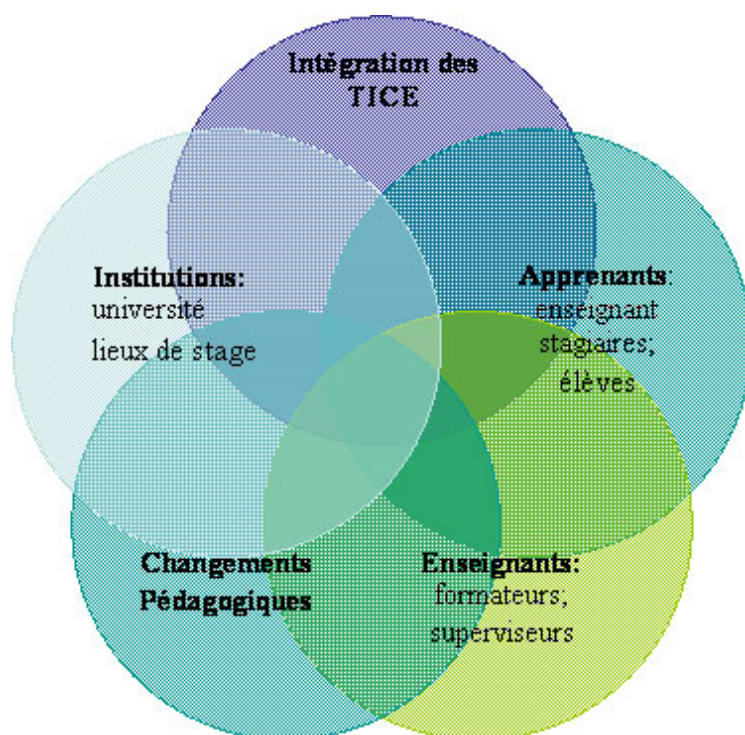 Intégration des
TICE
Institutions:
université
lieux de stage
Apprenants:
enseignant
stagiaires;
élèves
Changements
Pédagogiques
Enseignants:
formateurs;
superviseurs